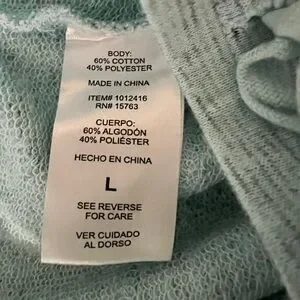 BODY:
60% COTTON
40% POLYESTER
MADE IN CHINA
ITEM# 1012416
RN# 15763
CUERPO:
60% ALGODÓN
40% POLIÉSTER
HECHO EN CHINA
L
SEE REVERSE
FOR CARE
VER CUIDADO
AL DORSO